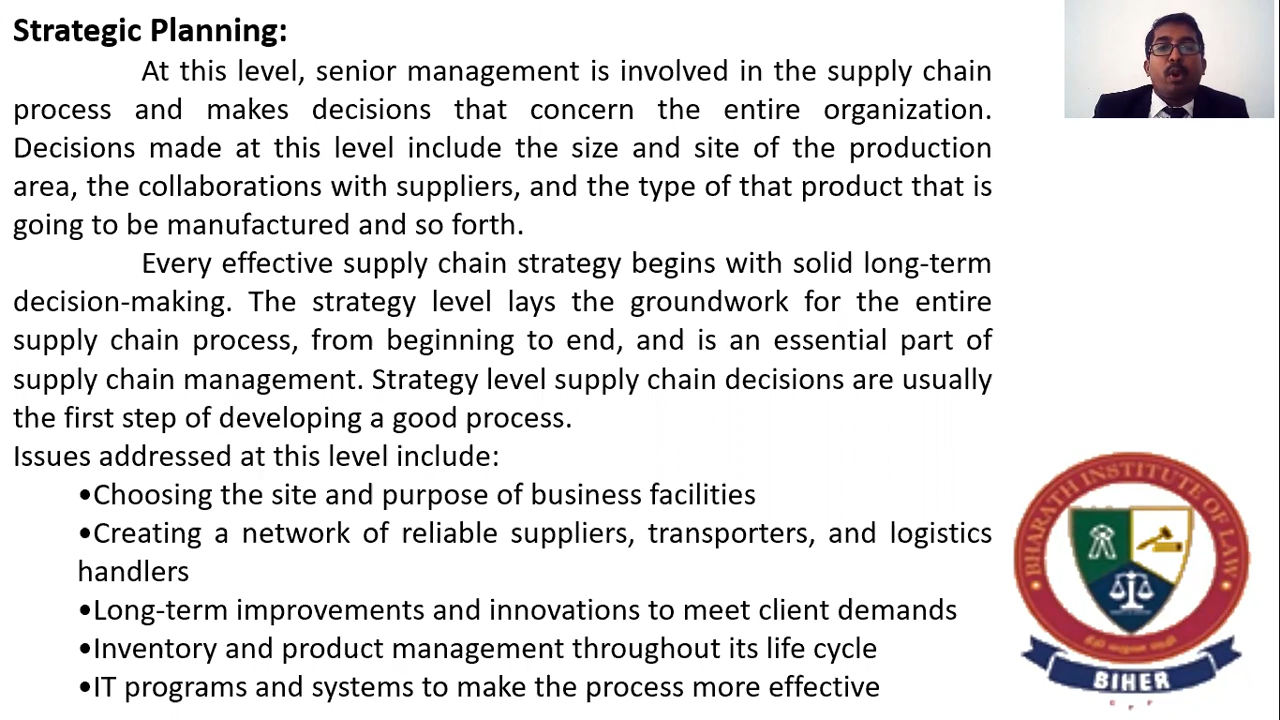 Strategic Planning:
At this level, senior management is involved in the supply chain
process and makes decisions that concern the entire organization.
Decisions made at this level include the size and site of the production
area, the collaborations with suppliers, and the type of that product that is
going to be manufactured and so forth.
Every effective supply chain strategy begins with solid long-term
decision-making. The strategy level lays the groundwork for the entire
supply chain process, from beginning to end, and is an essential part of
supply chain management. Strategy level supply chain decisions are usually
the first step of developing a good process.
Issues addressed at this level include:
•Choosing the site and purpose of business facilities
•Creating a network of reliable suppliers, transporters, and logistics
handlers
•Long-term improvements and innovations to meet client demands
•Inventory and product management throughout its life cycle
•IT programs and systems to make the process more effective
BHARATH INSTITUTE OF LAW
BIHER